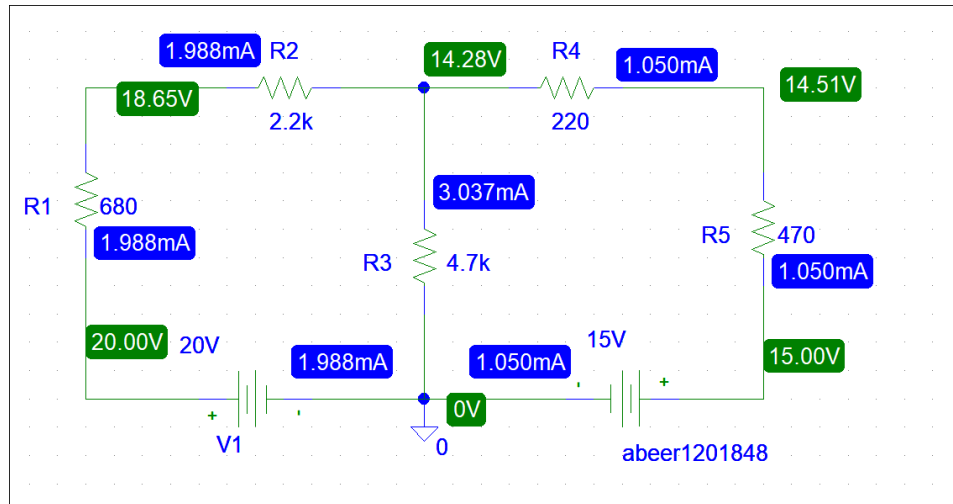 1.988mA
R2
14.28V
R4
1.050mA
14.51V
18.65V
2.2k
220
3.037mA
R1
680
1.988mA
R3
4.7k
R5
470
1.050mA
20.00V
20V
1.988mA
1.050mA
15V
15.00V
+
-
-
+
0V
V1
0
abeer1201848